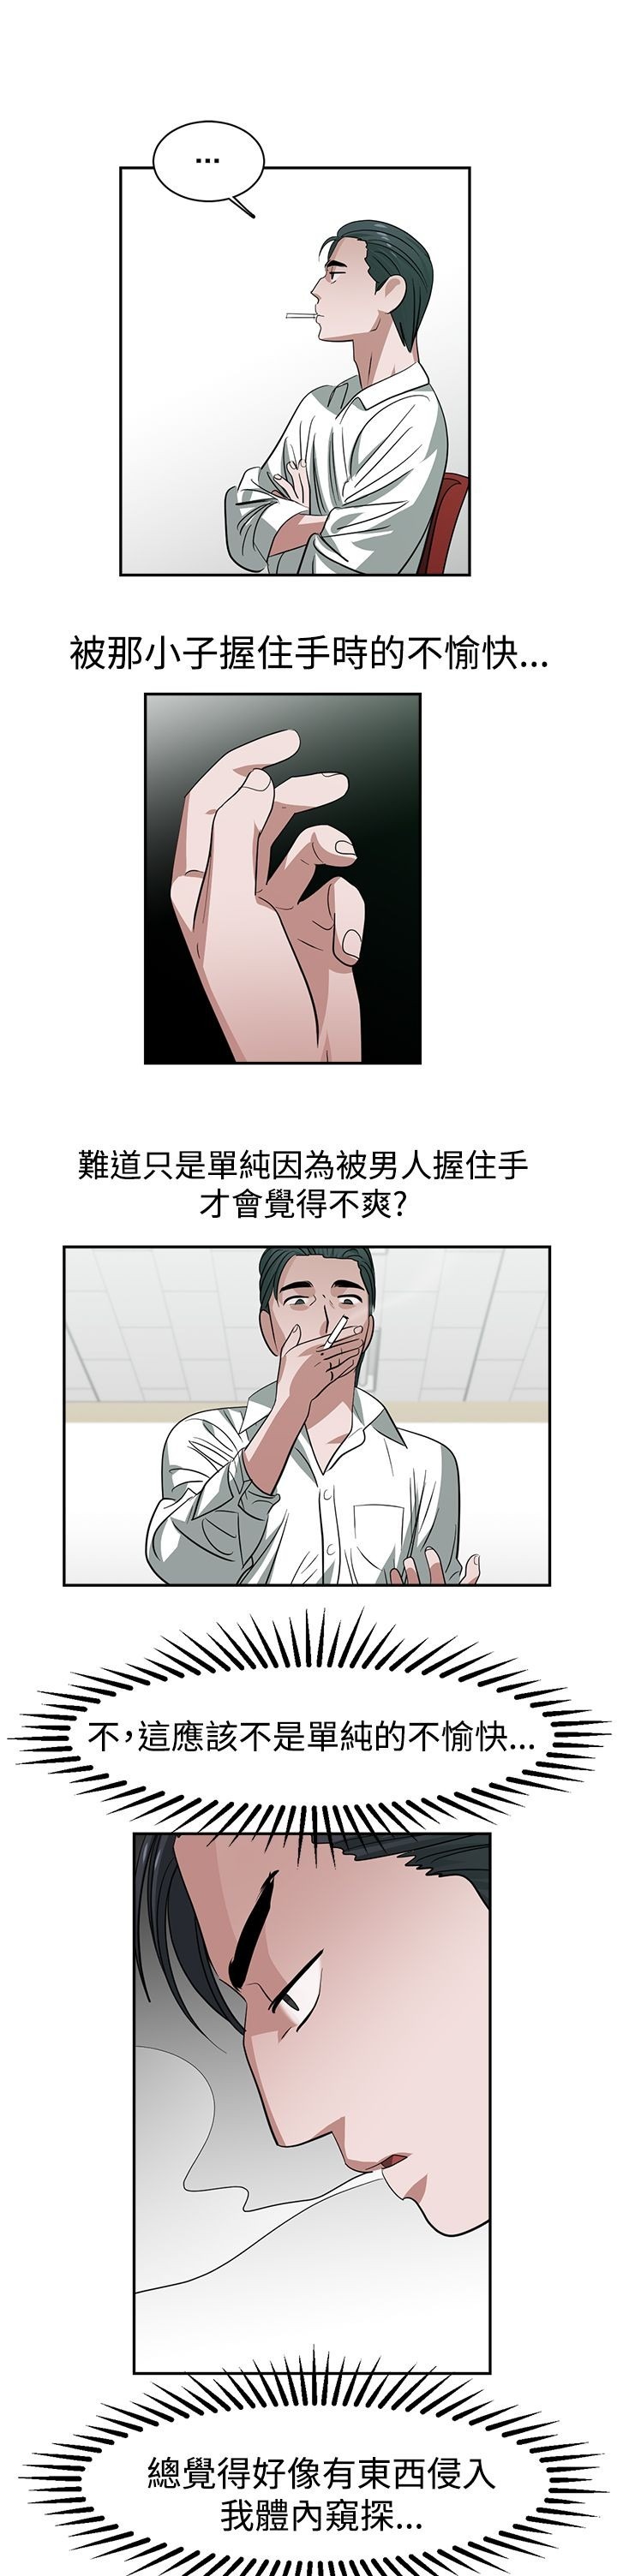 ...
被那小子握住手時的不愉快...
難道只是單純因為被男人握住手
才會覺得不爽?
不,這應該不是單純的不愉快...
總覺得好像有東西侵入
我體內窺探...